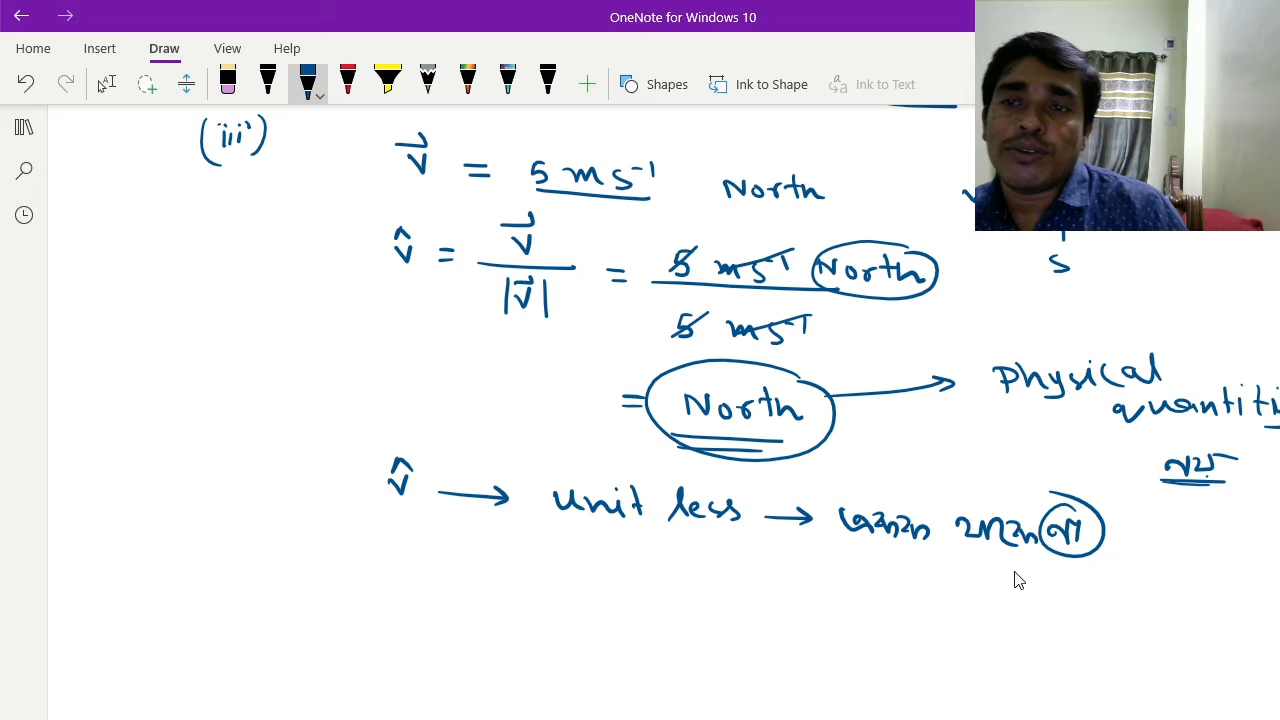 OneNote for Windows 10
Home Insert Draw View Help
Shapes Ink to Shape Ink to Text
(iii) v⃗ = 5 ms⁻¹ North
v̂ = v⃗ / |v⃗| = 5 ms⁻¹ North / 5 ms⁻¹
s
= North → Physical
quantiti
নয়
v̂ → unit less → একক থাকে না